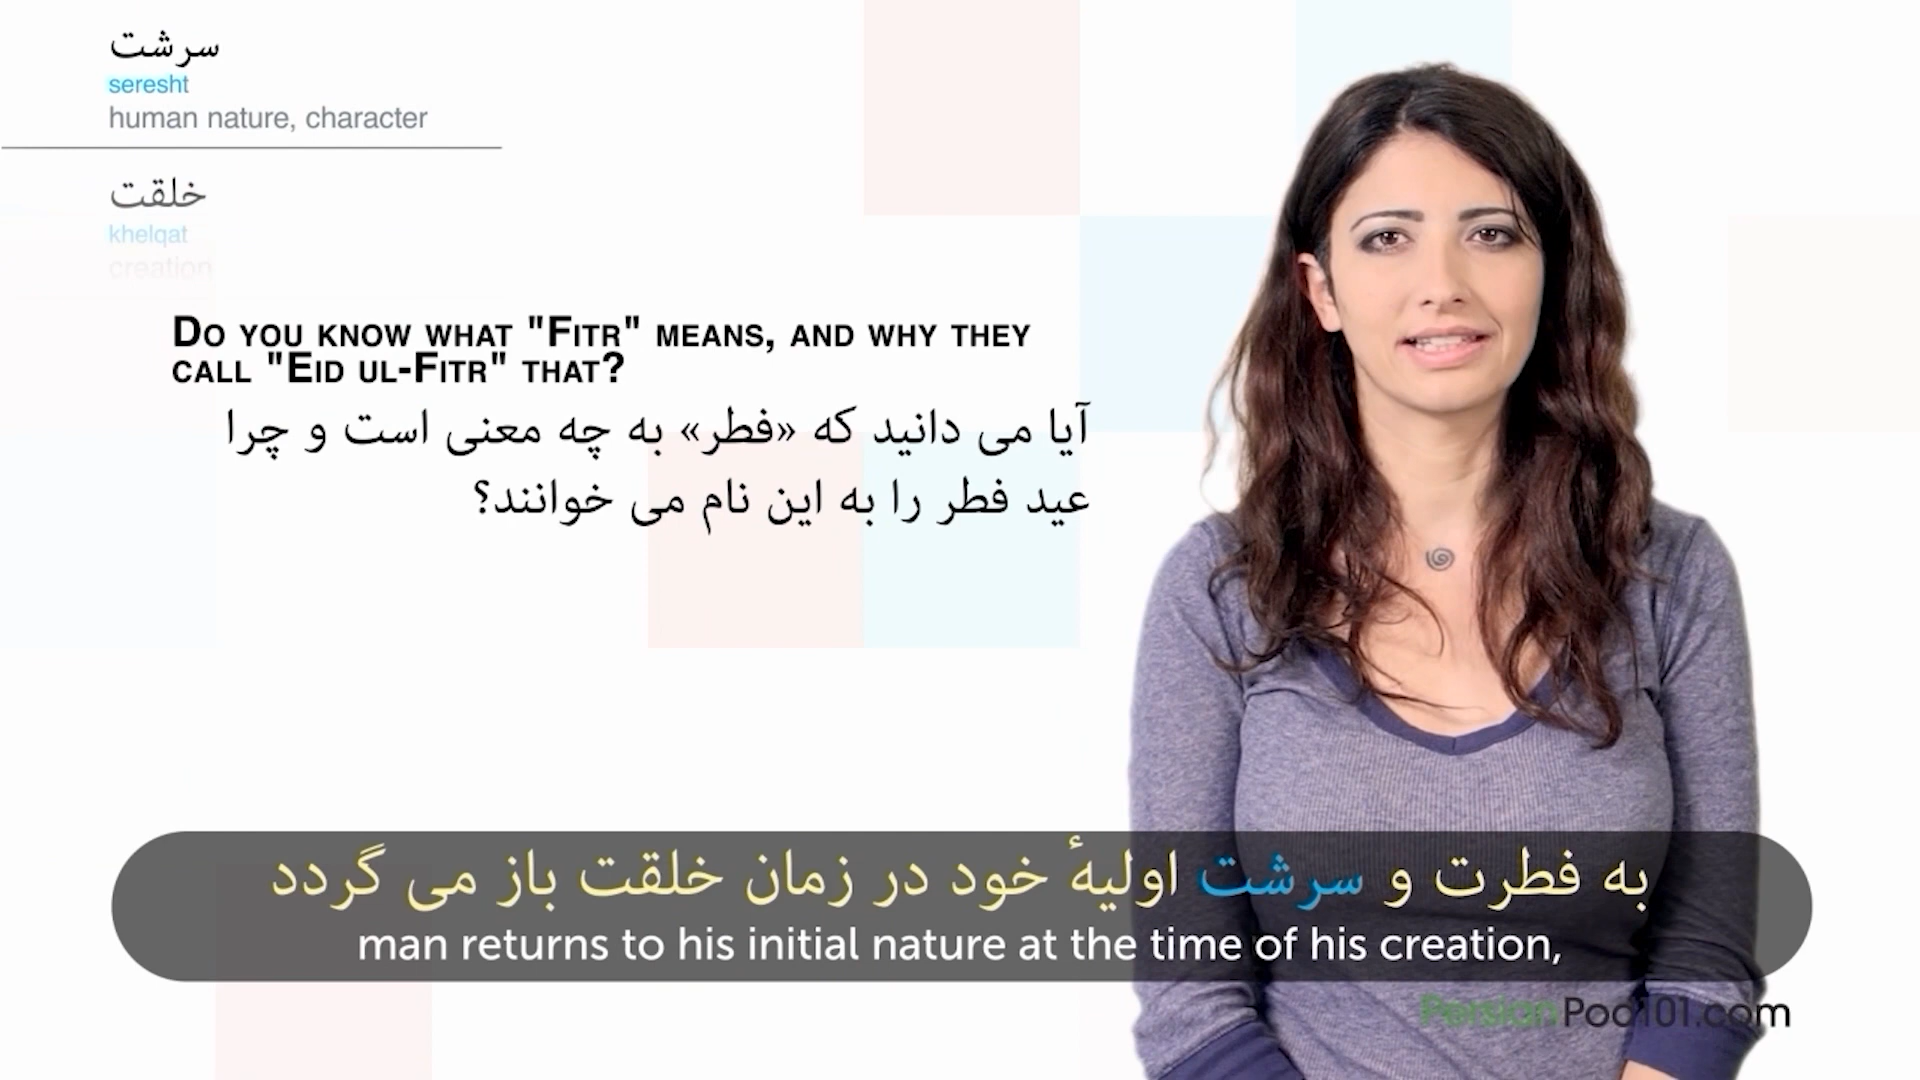 سرشت
seresht
human nature, character
خلقت
khelqat
creation
Do you know what "Fitr" means, and why they
call "Eid ul-Fitr" that?
آیا می دانید که «فطر» به چه معنی است و چرا
عید فطر را به این نام می خوانند؟
به فطرت و سرشت اولیهٔ خود در زمان خلقت باز می گردد
man returns to his initial nature at the time of his creation,
PersianPod101.com